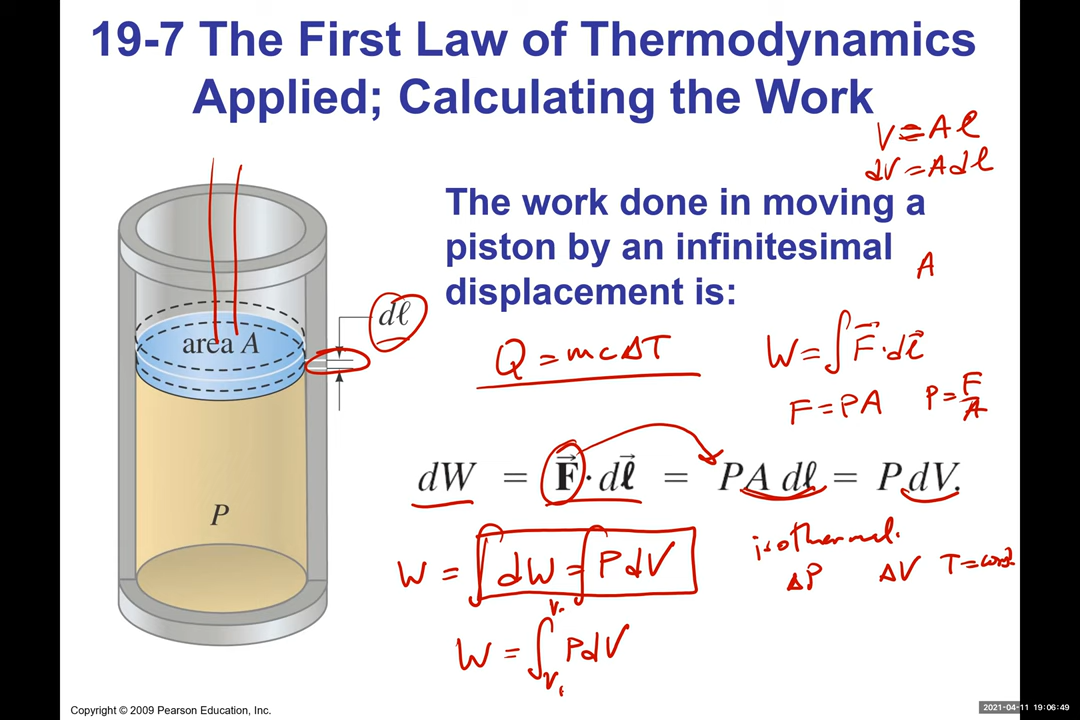 19-7 The First Law of Thermodynamics
Applied; Calculating the Work
V = A ℓ
dV = A dℓ
The work done in moving a
piston by an infinitesimal
displacement is:
A
dℓ
area A
Q = mcΔT
W = ∫ F⃗ · dℓ⃗
F = PA P = F/A
dW = F⃗ · dℓ⃗ = PA dℓ = P dV.
P
isothermal.
ΔP ΔV T = const
W = ∫ dW = ∫ PdV
W = ∫ PdV
Copyright © 2009 Pearson Education, Inc.
2021-04-11 19:06:49